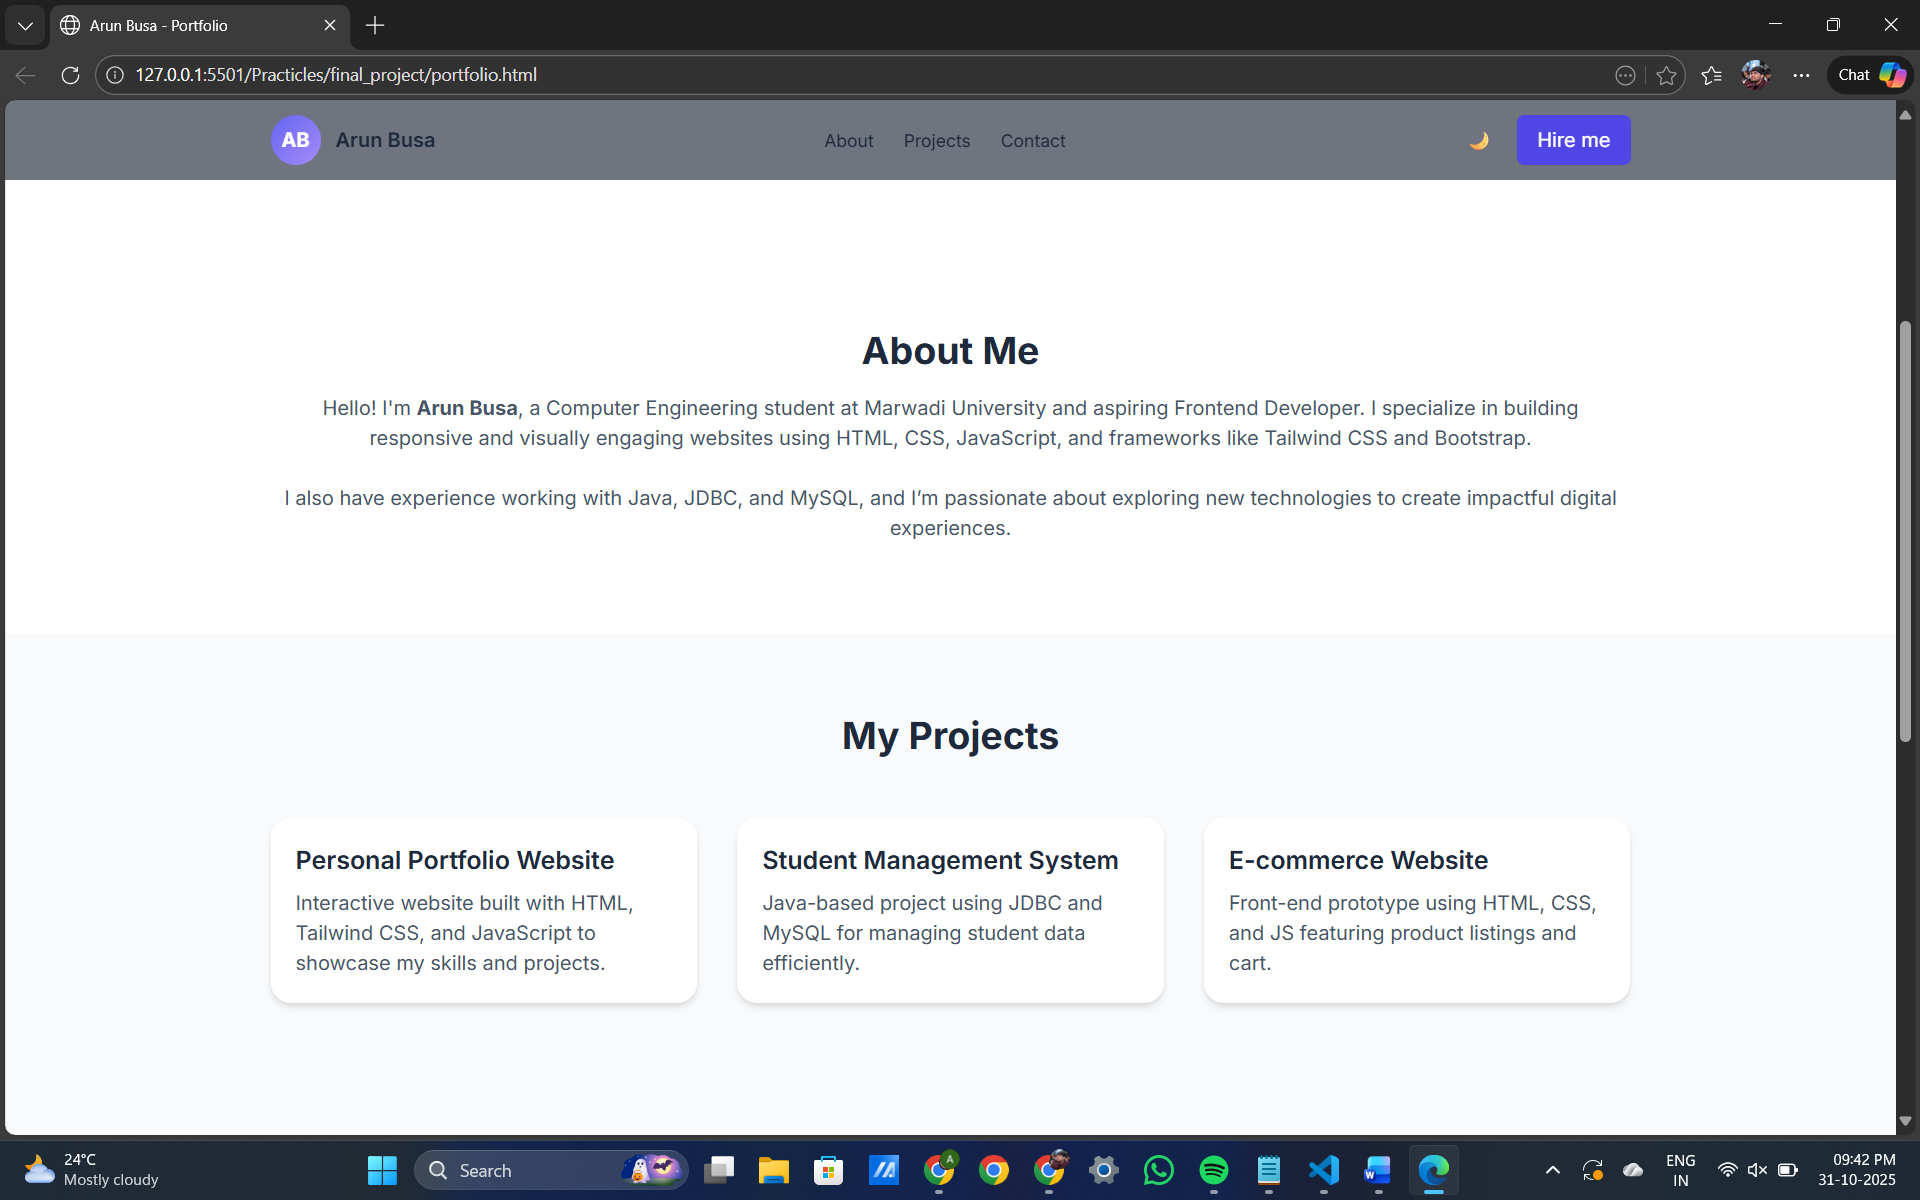 Arun Busa - Portfolio
127.0.0.1:5501/Practicles/final_project/portfolio.html
Chat
AB Arun Busa
About Projects Contact
Hire me
About Me
Hello! I'm Arun Busa, a Computer Engineering student at Marwadi University and aspiring Frontend Developer. I specialize in building
responsive and visually engaging websites using HTML, CSS, JavaScript, and frameworks like Tailwind CSS and Bootstrap.
I also have experience working with Java, JDBC, and MySQL, and I’m passionate about exploring new technologies to create impactful digital
experiences.
My Projects
Personal Portfolio Website
Interactive website built with HTML,
Tailwind CSS, and JavaScript to
showcase my skills and projects.
Student Management System
Java-based project using JDBC and
MySQL for managing student data
efficiently.
E-commerce Website
Front-end prototype using HTML, CSS,
and JS featuring product listings and
cart.
24°C
Mostly cloudy
Search
A
W
ENG
IN
09:42 PM
31-10-2025